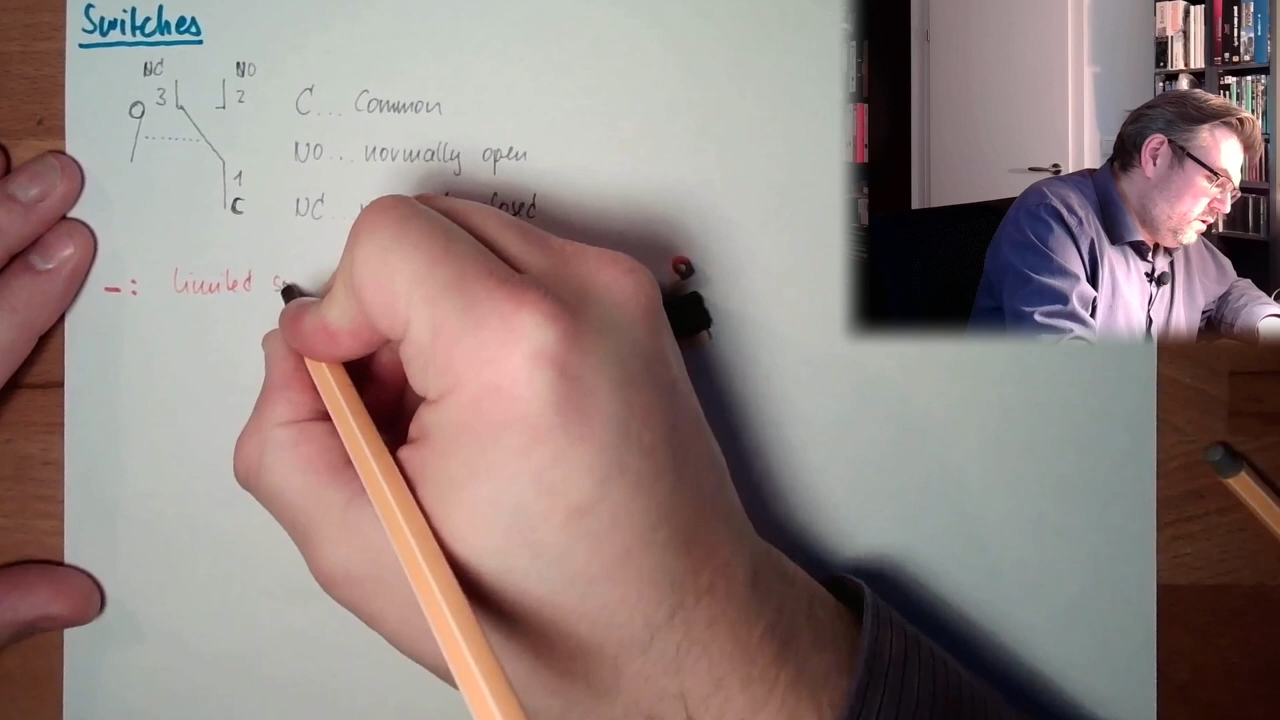 Switches
NC NO
3 2
1
C
C... Common
NO... normally open
NC...
-: limited